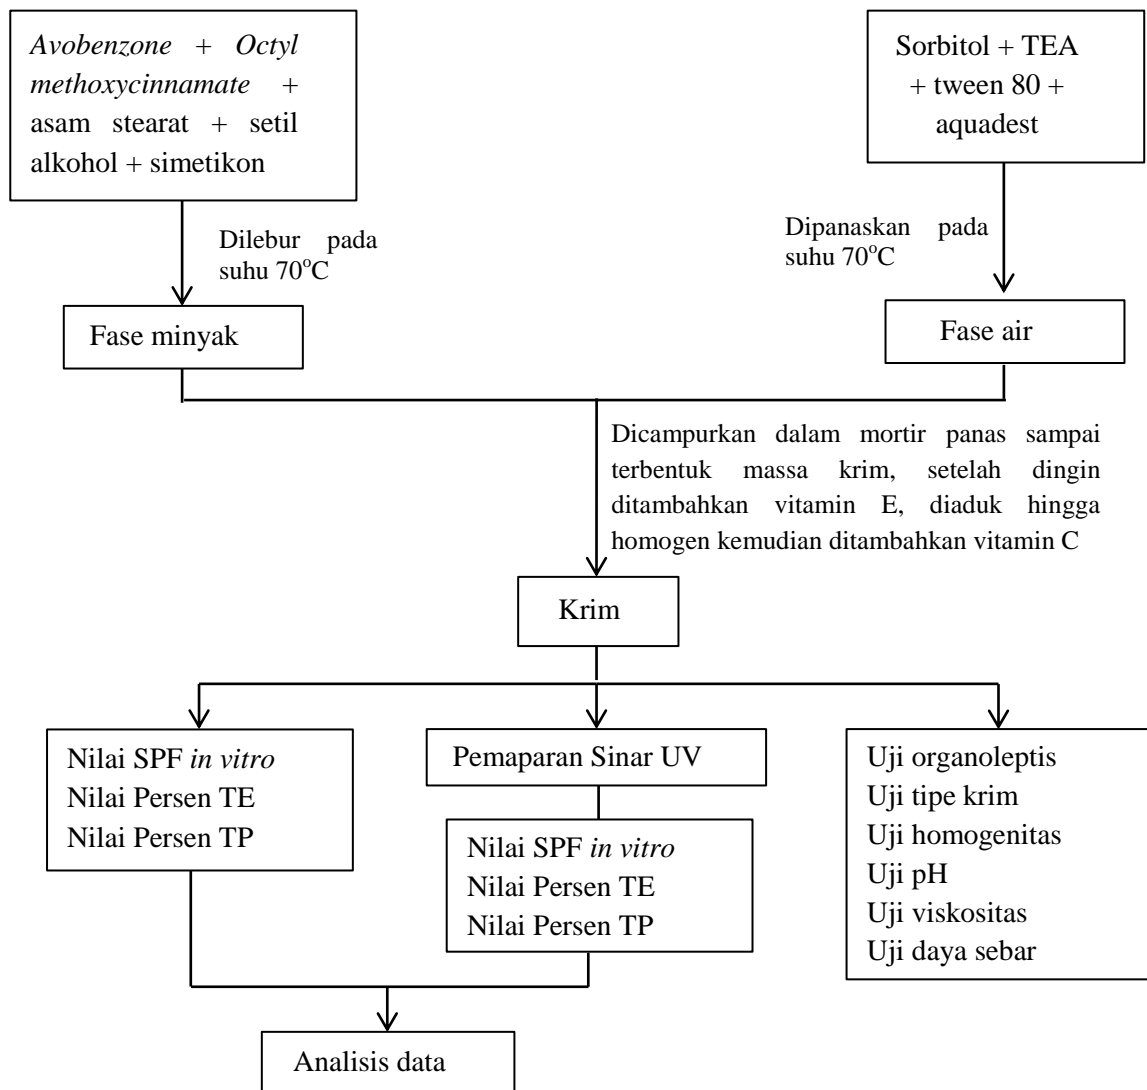 Avobenzone + Octyl
methoxycinnamate +
asam stearat + setil
alkohol + simetikon
Sorbitol + TEA
+ tween 80 +
aquadest
Dilebur pada
suhu 70°C
Dipanaskan pada
suhu 70°C
Fase minyak
Fase air
Dicampurkan dalam mortir panas sampai
terbentuk massa krim, setelah dingin
ditambahkan vitamin E, diaduk hingga
homogen kemudian ditambahkan vitamin C
Krim
Nilai SPF in vitro
Nilai Persen TE
Nilai Persen TP
Pemaparan Sinar UV
Nilai SPF in vitro
Nilai Persen TE
Nilai Persen TP
Uji organoleptis
Uji tipe krim
Uji homogenitas
Uji pH
Uji viskositas
Uji daya sebar
Analisis data